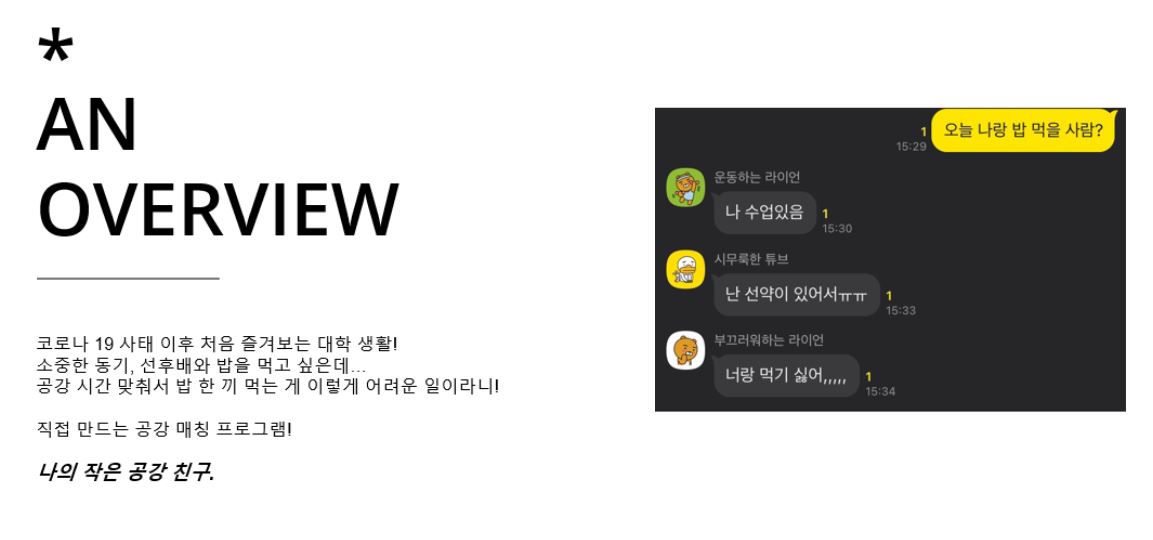 *
AN
OVERVIEW
코로나 19 사태 이후 처음 즐겨보는 대학 생활!
소중한 동기, 선후배와 밥을 먹고 싶은데...
공강 시간 맞춰서 밥 한 끼 먹는 게 이렇게 어려운 일이라니!
직접 만드는 공강 매칭 프로그램!
나의 작은 공강 친구.
오늘 나랑 밥 먹을 사람?
1
15:29
운동하는 라이언
나 수업있음
1
15:30
시무룩한 튜브
난 선약이 있어서ㅠㅠ
1
15:33
부끄러워하는 라이언
너랑 먹기 싫어,,,,,
1
15:34